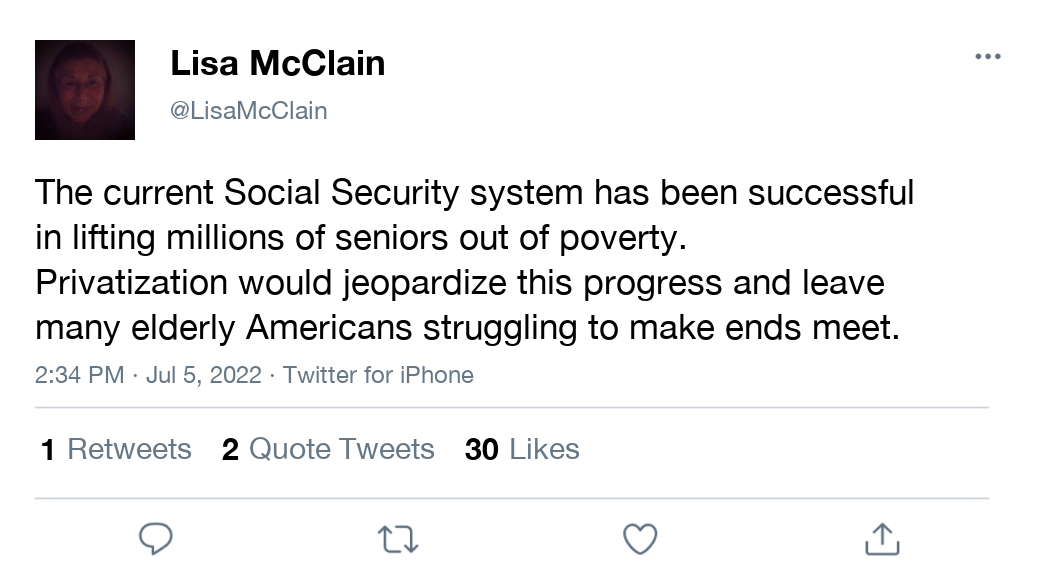 Lisa McClain
@LisaMcClain
The current Social Security system has been successful
in lifting millions of seniors out of poverty.
Privatization would jeopardize this progress and leave
many elderly Americans struggling to make ends meet.
2:34 PM · Jul 5, 2022 · Twitter for iPhone
1 Retweets 2 Quote Tweets 30 Likes